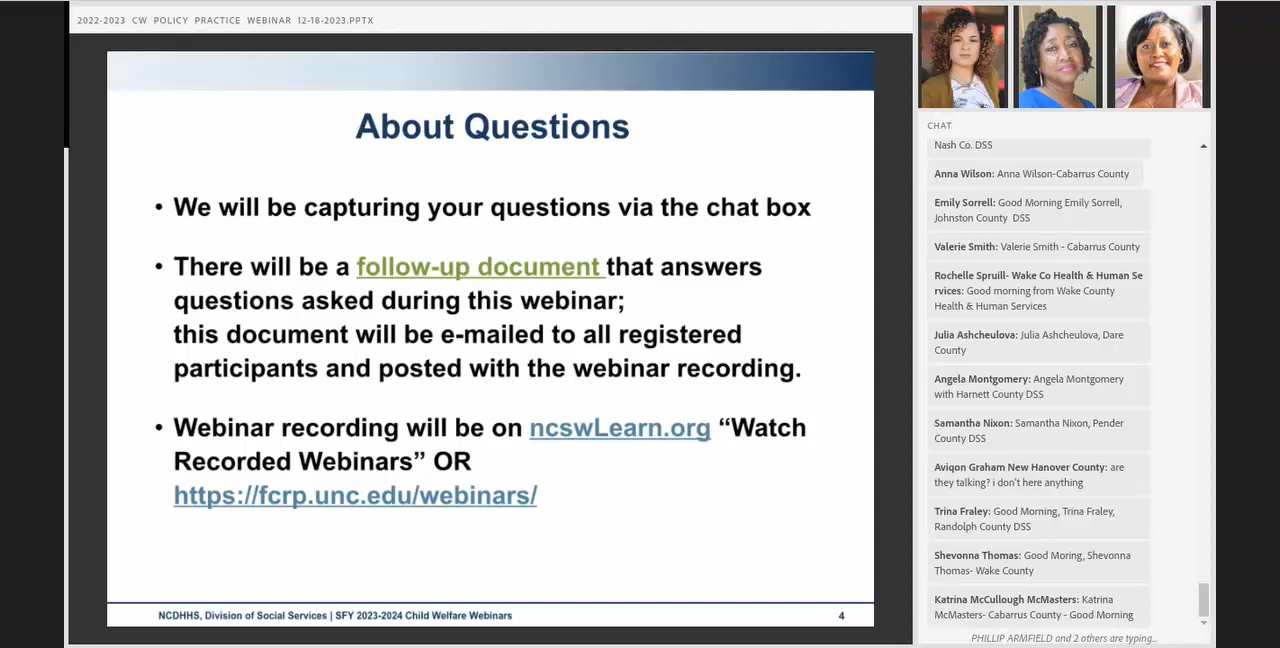 2022-2023 CW POLICY PRACTICE WEBINAR 12-18-2023.PPTX
About Questions
• We will be capturing your questions via the chat box
• There will be a follow-up document that answers
questions asked during this webinar;
this document will be e-mailed to all registered
participants and posted with the webinar recording.
• Webinar recording will be on ncswLearn.org “Watch
Recorded Webinars” OR
https://fcrp.unc.edu/webinars/
NCDHHS, Division of Social Services | SFY 2023-2024 Child Welfare Webinars
4
CHAT
Nash Co. DSS
Anna Wilson: Anna Wilson-Cabarrus County
Emily Sorrell: Good Morning Emily Sorrell,
Johnston County DSS
Valerie Smith: Valerie Smith - Cabarrus County
Rochelle Spruill- Wake Co Health & Human Se
rvices: Good morning from Wake County
Health & Human Services
Julia Ashcheulova: Julia Ashcheulova, Dare
County
Angela Montgomery: Angela Montgomery
with Harnett County DSS
Samantha Nixon: Samantha Nixon, Pender
County DSS
Aviqon Graham New Hanover County: are
they talking? i don't here anything
Trina Fraley: Good Morning, Trina Fraley,
Randolph County DSS
Shevonna Thomas: Good Moring, Shevonna
Thomas- Wake County
Katrina McCullough McMasters: Katrina
McMasters- Cabarrus County - Good Morning
PHILLIP ARMFIELD and 2 others are typing...